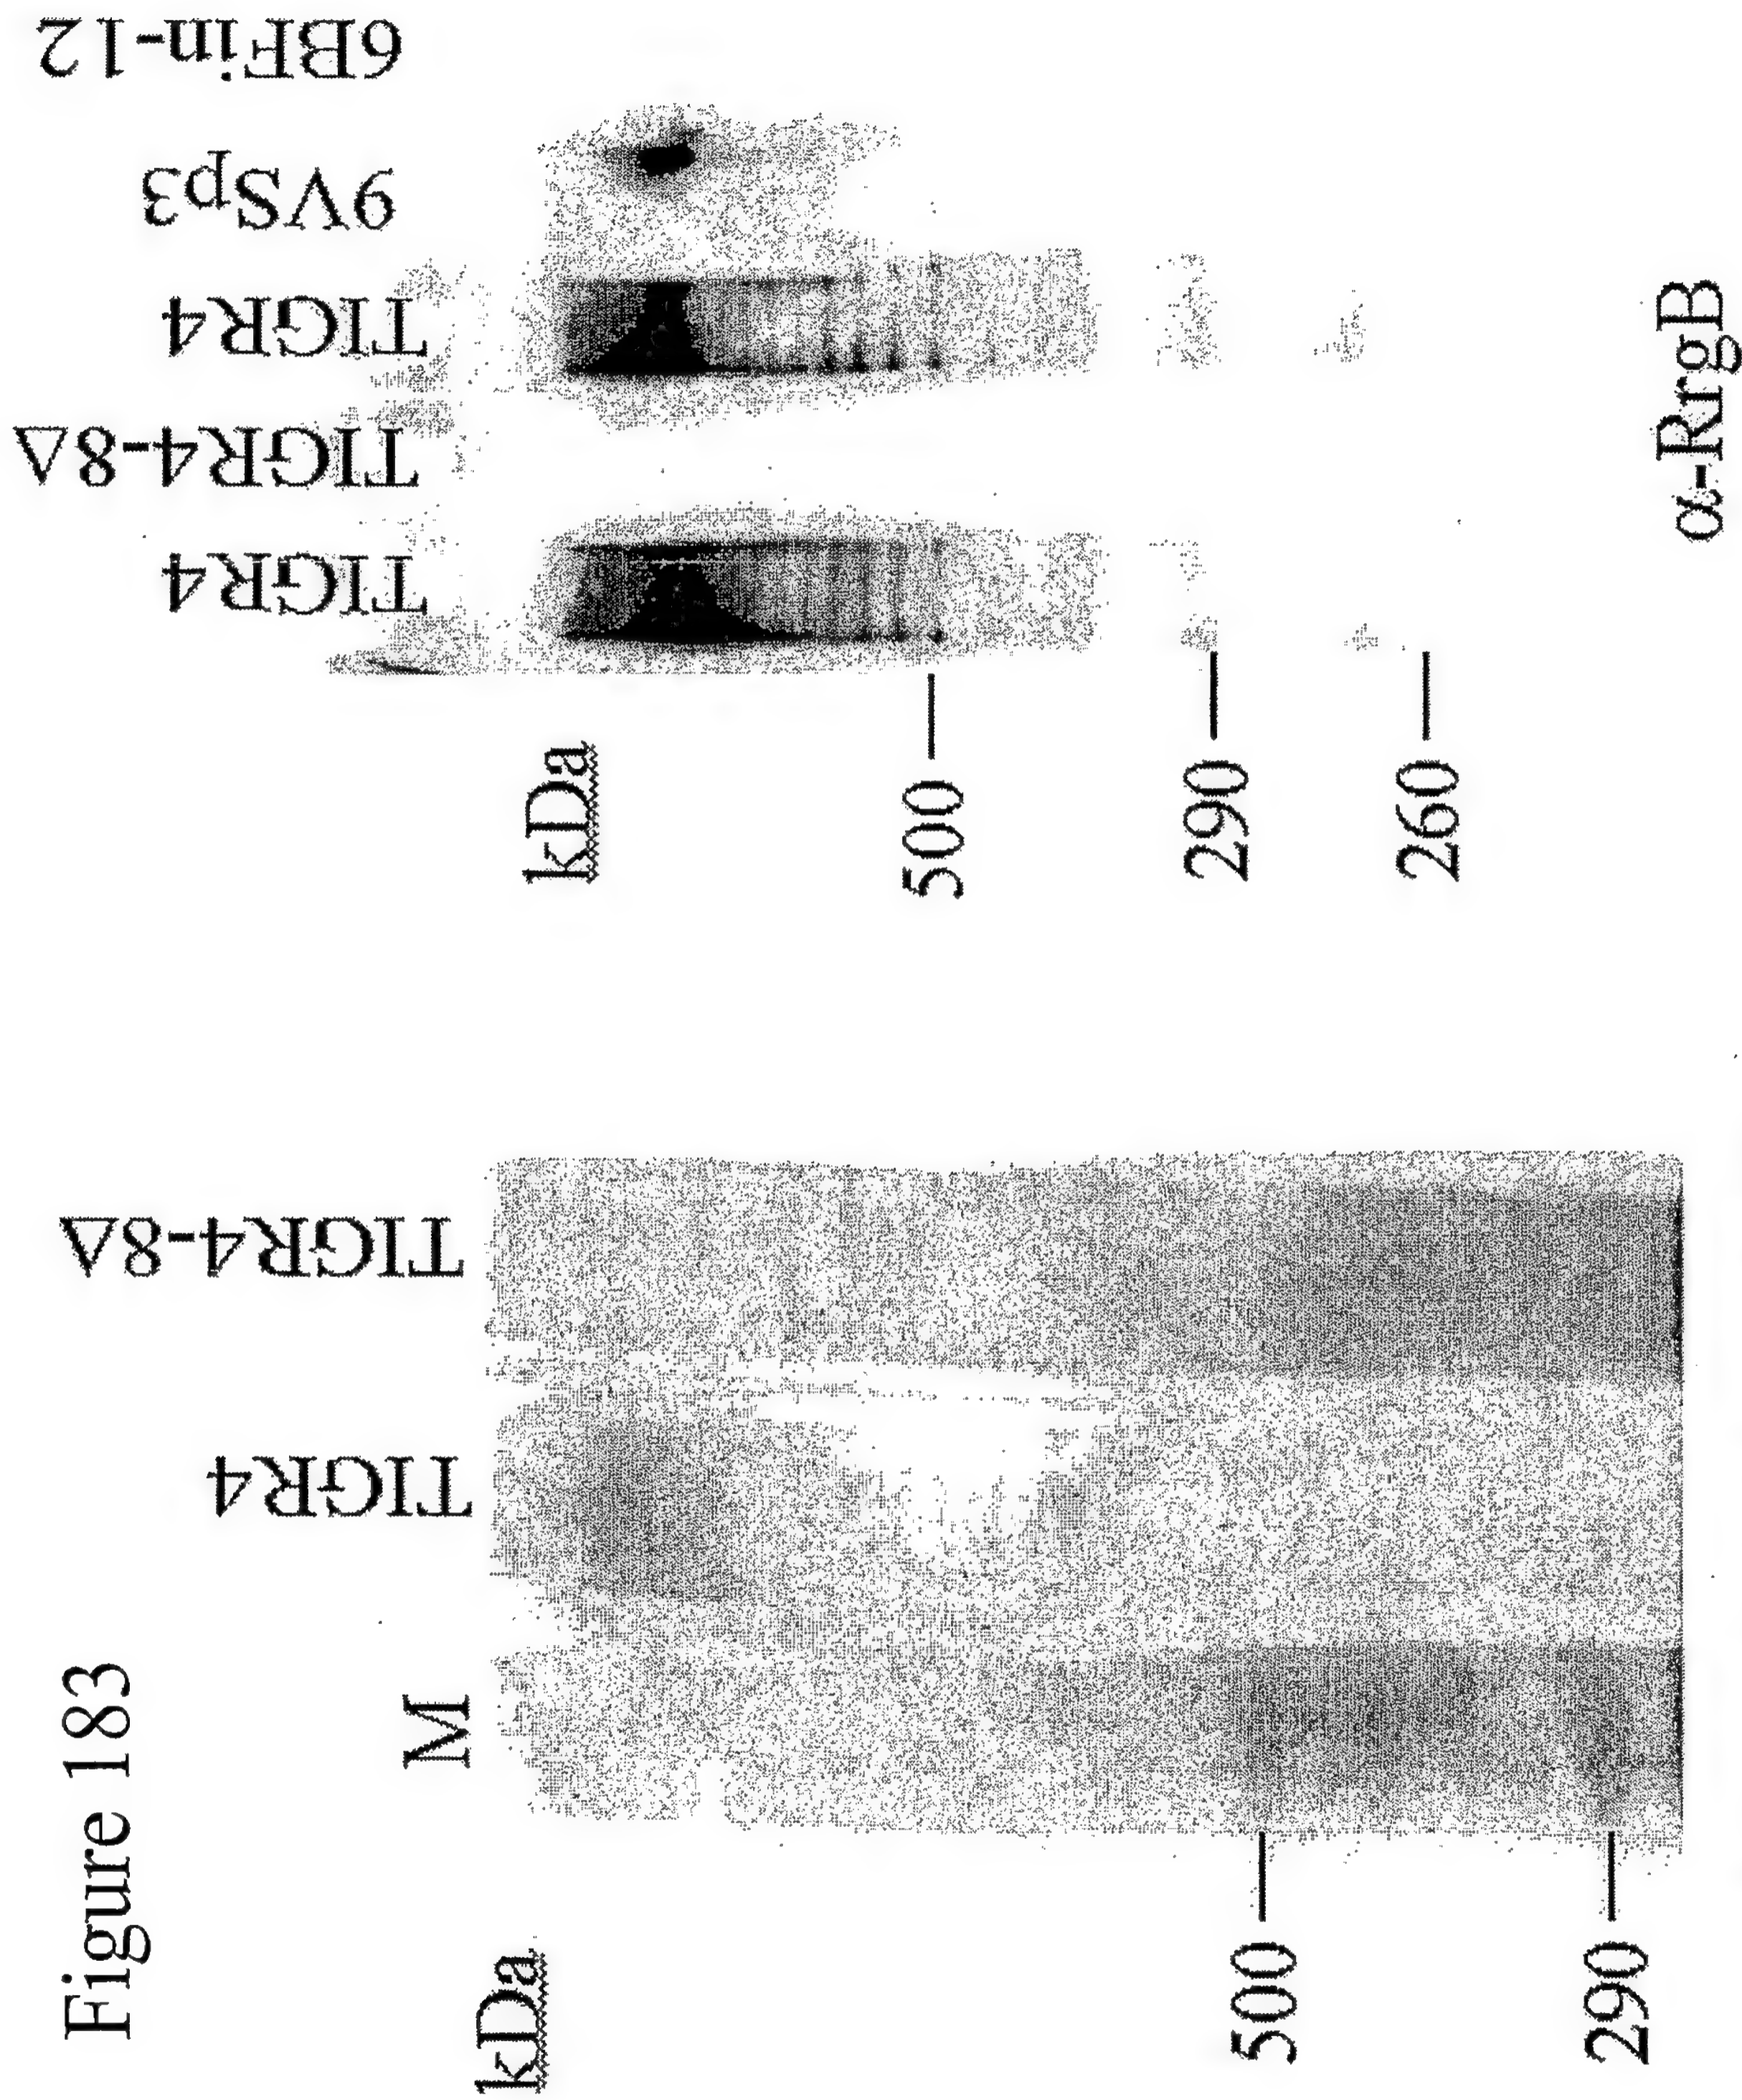 Figure 183
kDa
M
TIGR4
TIGR4-8Δ
500
290
kDa
TIGR4
TIGR4-8Δ
TIGR4
9VSp3
6BFin-12
500
290
260
α-RrgB